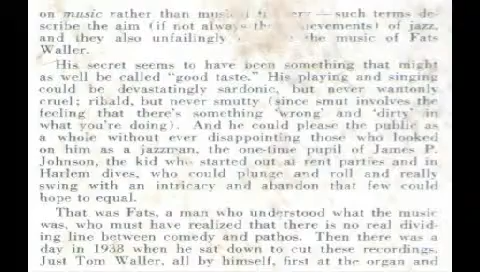 on music rather than — such terms de-
scribe the aim (if not always the achievements) of jazz,
and they also unfailingly the music of Fats
Waller.
His secret seems to have been something that might
as well be called "good taste." His playing and singing
could be devastatingly sardonic, but never wantonly
cruel; ribald, but never smutty (since smut involves the
feeling that there's something 'wrong' and 'dirty' in
what you're doing). And he could please the public as
a whole without ever disappointing those who looked
on him as a jazzman, the one-time pupil of James P.
Johnson, the kid who started out at rent parties and in
Harlem dives, who could plunge and roll and really
swing with an intricacy and abandon that few could
hope to equal.
That was Fats, a man who understood what the music
was, who must have realized that there is no real divid-
ing line between comedy and pathos. Then there was a
day in 1938 when he sat down to cut these recordings.
Just Tom Waller, all by himself, first at the organ and